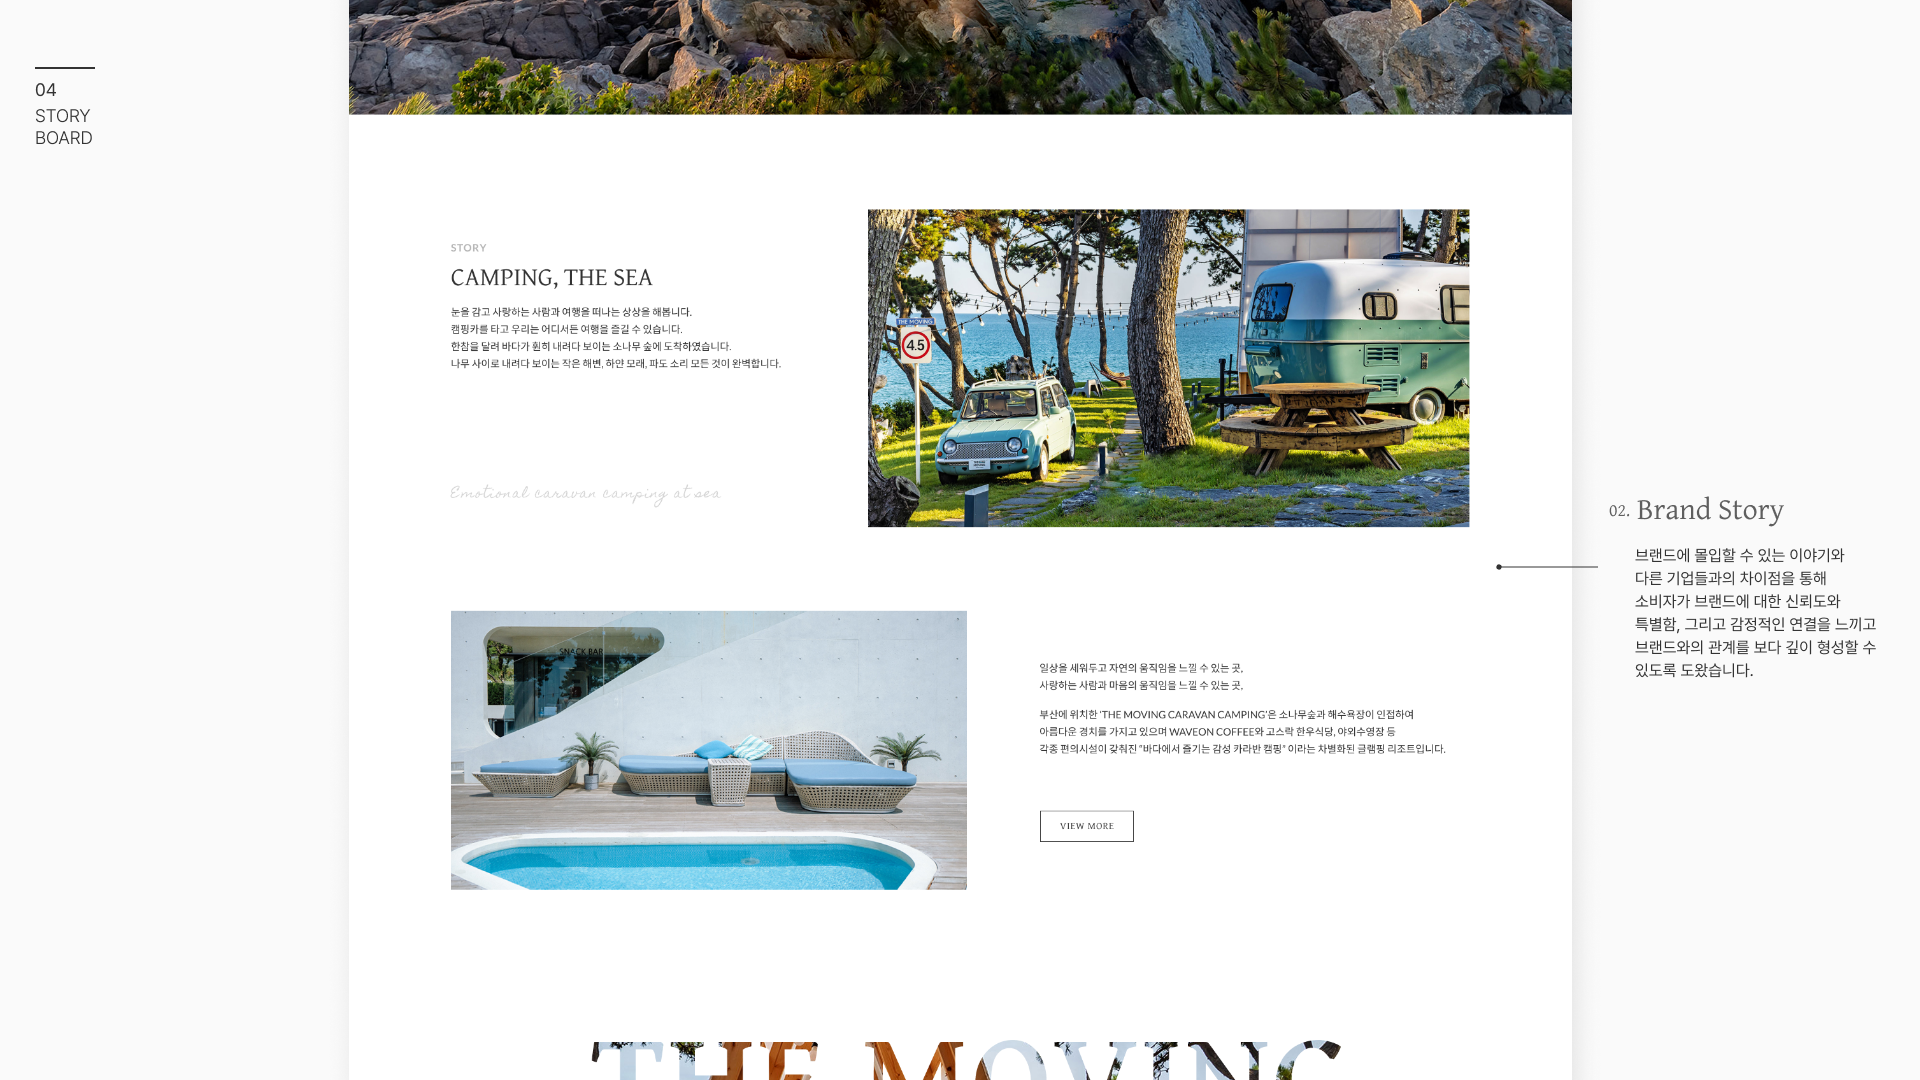 04
STORY
BOARD
STORY
CAMPING, THE SEA
눈을 감고 사랑하는 사람과 여행을 떠나는 상상을 해봅니다.
캠핑카를 타고 우리는 어디서든 여행을 즐길 수 있습니다.
한참을 달려 바다가 훤히 내려다 보이는 소나무 숲에 도착하였습니다.
나무 사이로 내려다 보이는 작은 해변, 하얀 모래, 파도 소리 모든 것이 완벽합니다.
Emotional caravan camping at sea
THE MOVING
4.5
02. Brand Story
브랜드에 몰입할 수 있는 이야기와
다른 기업들과의 차이점을 통해
소비자가 브랜드에 대한 신뢰도와
특별함, 그리고 감정적인 연결을 느끼고
브랜드와의 관계를 보다 깊이 형성할 수
있도록 도왔습니다.
SNACK BAR
일상을 세워두고 자연의 움직임을 느낄 수 있는 곳,
사랑하는 사람과 마음의 움직임을 느낄 수 있는 곳,
부산에 위치한 'THE MOVING CARAVAN CAMPING'은 소나무숲과 해수욕장이 인접하여
아름다운 경치를 가지고 있으며 WAVEON COFFEE와 고스락 한우식당, 야외수영장 등
각종 편의시설이 갖춰진 "바다에서 즐기는 감성 카라반 캠핑" 이라는 차별화된 글램핑 리조트입니다.
VIEW MORE
THE MOVING